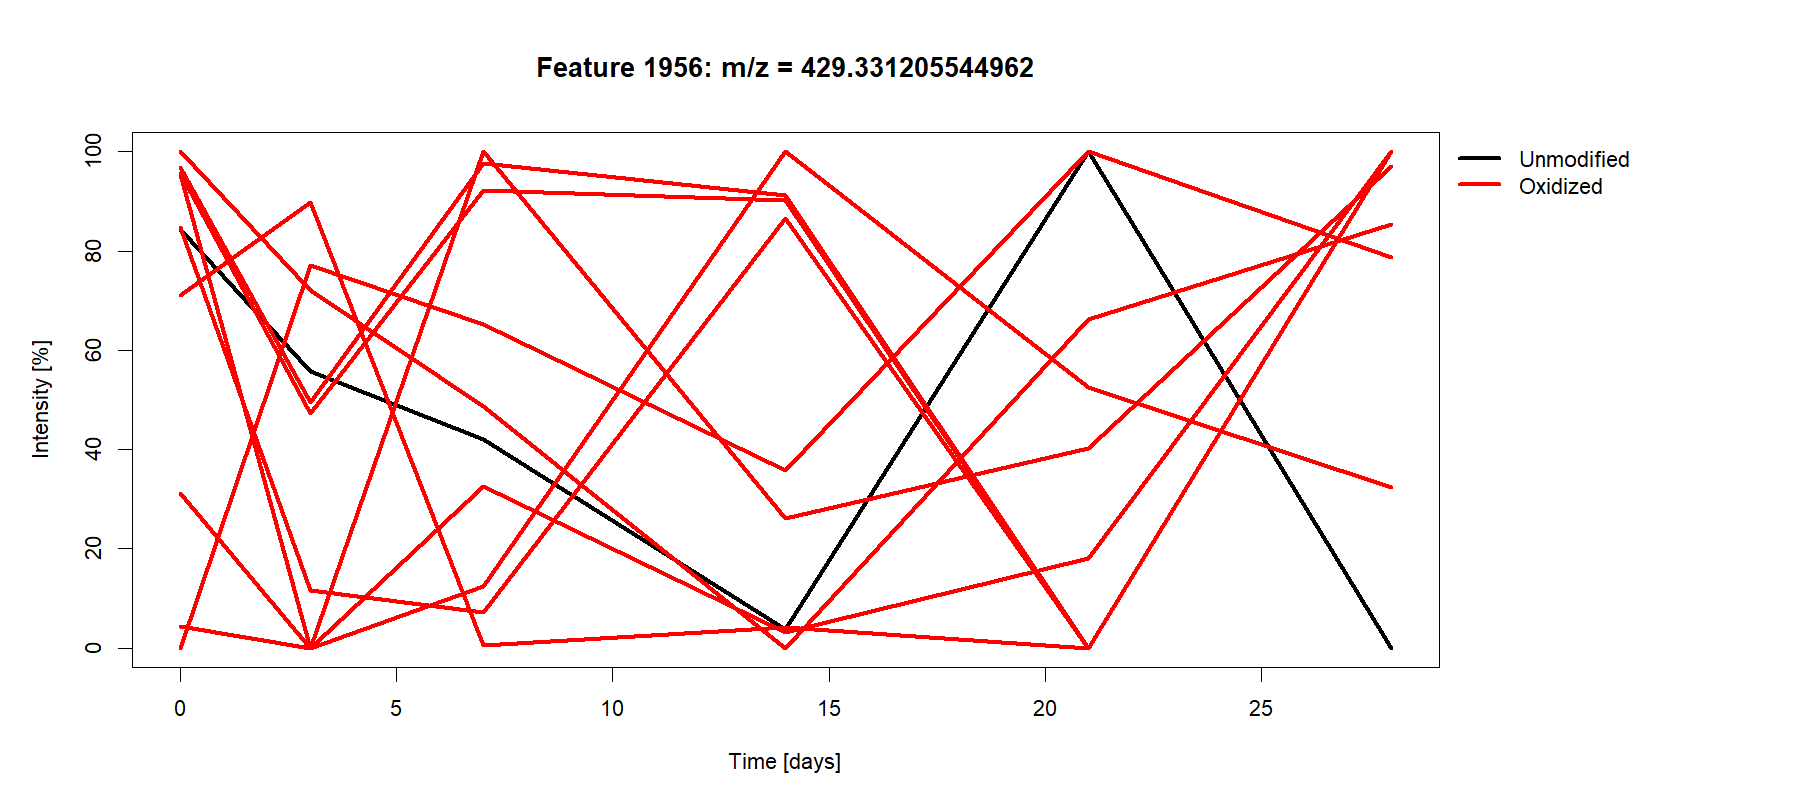 Feature 1956: m/z = 429.331205544962
Unmodified
Oxidized
Intensity [%]
100
80
60
40
20
0
0 5 10 15 20 25
Time [days]